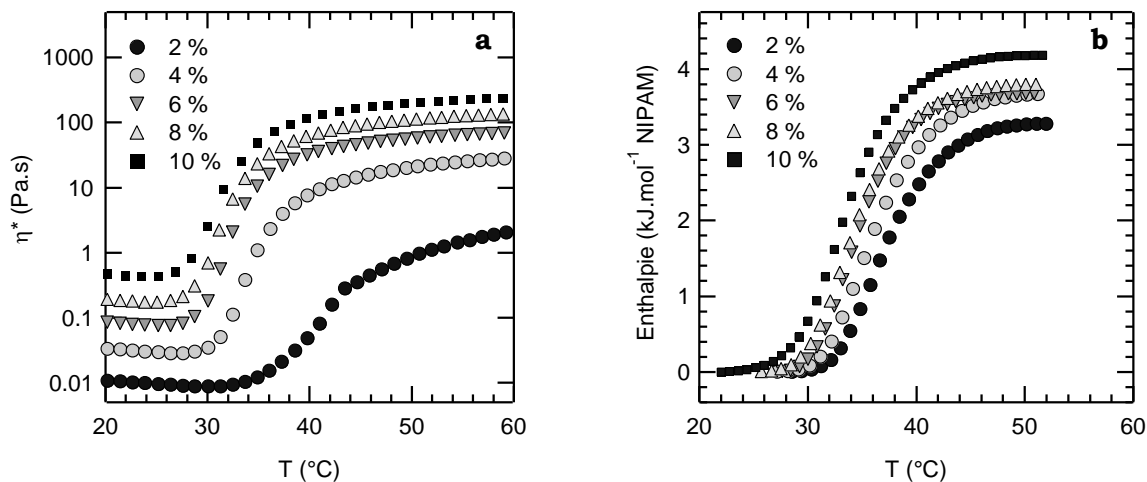 a
1000
100
10
1
0.1
0.01
η* (Pa.s)
2 %
4 %
6 %
8 %
10 %
20 30 40 50 60
T (°C)
b
4
3
2
1
0
Enthalpie (kJ.mol⁻¹ NIPAM)
2 %
4 %
6 %
8 %
10 %
20 30 40 50 60
T (°C)